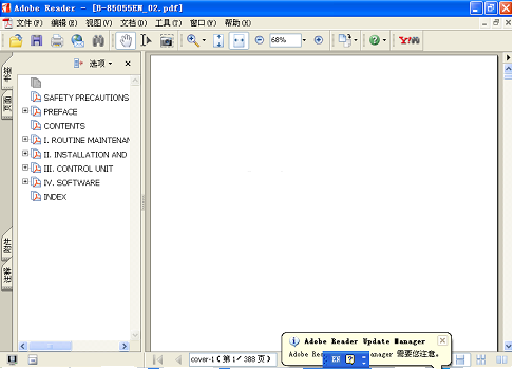 Adobe Reader - [B-85055EN_02.pdf]
文件(F) 编辑(E) 视图(V) 文档(D) 工具(T) 窗口(W) 帮助(H)
68%
选项
书签
SAFETY PRECAUTIONS
PREFACE
页面
CONTENTS
I. ROUTINE MAINTENAN
II. INSTALLATION AND
III. CONTROL UNIT
IV. SOFTWARE
INDEX
附件
注释
Adobe Reader Update Manager
Adobe Rea anager 需要您注意。
cover-1 (第 1 / 388 页)